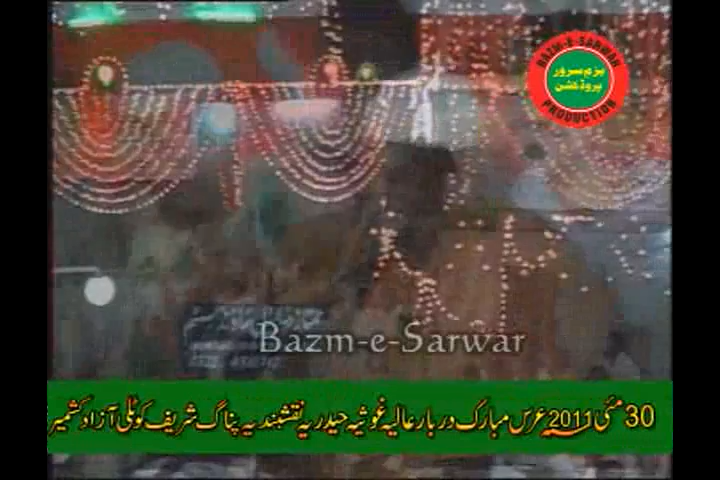 BAZM-E-SARWAR
بزم سرور
پروڈکشن
PRODUCTION
Bazm-e-Sarwar
30 مئی 2011 عرس مبارک دربار عالیہ غوثیہ حیدریہ نقشبندیہ پناگ شریف کوٹلی آزاد کشمیر